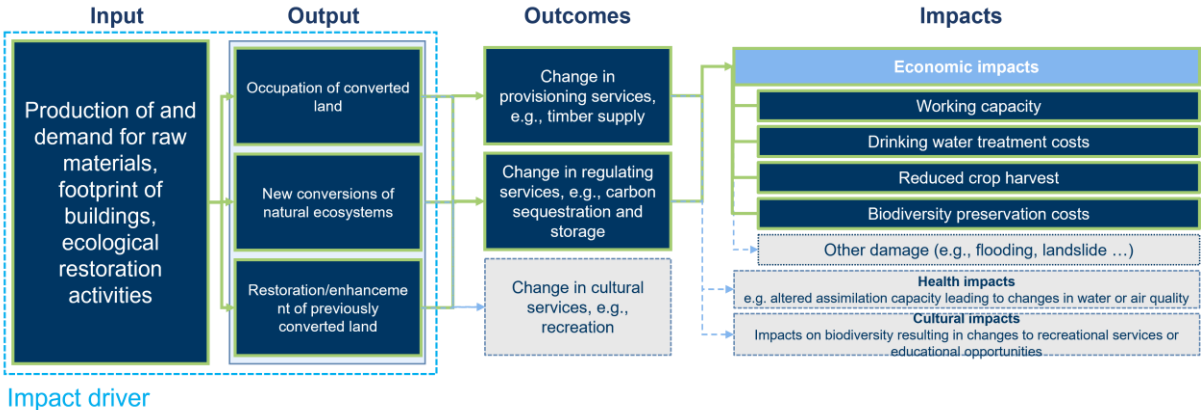 Input
Output
Outcomes
Impacts
Production of and
demand for raw
materials,
footprint of
buildings,
ecological
restoration
activities
Occupation of converted
land
New conversions of
natural ecosystems
Restoration/enhanceme
nt of previously
converted land
Change in
provisioning services,
e.g., timber supply
Change in regulating
services, e.g., carbon
sequestration and
storage
Change in cultural
services, e.g.,
recreation
Economic impacts
Working capacity
Drinking water treatment costs
Reduced crop harvest
Biodiversity preservation costs
Other damage (e.g., flooding, landslide …)
Health impacts
e.g. altered assimilation capacity leading to changes in water or air quality
Cultural impacts
Impacts on biodiversity resulting in changes to recreational services or
educational opportunities
Impact driver